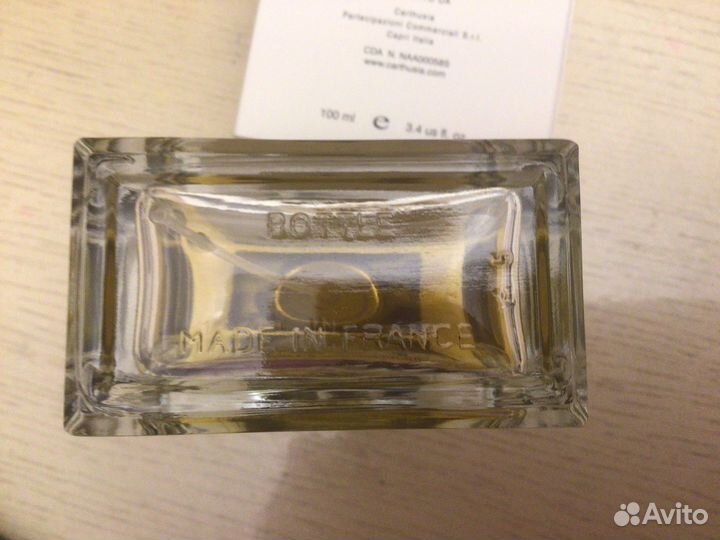 Carthusia
Partecipazioni Commerciali S.r.l.
Capri Italia
CDA N. NAA000585
www.carthusia.com
100 ml e 3.4 us fl. oz
BOTTLE
MADE IN FRANCE
Avito